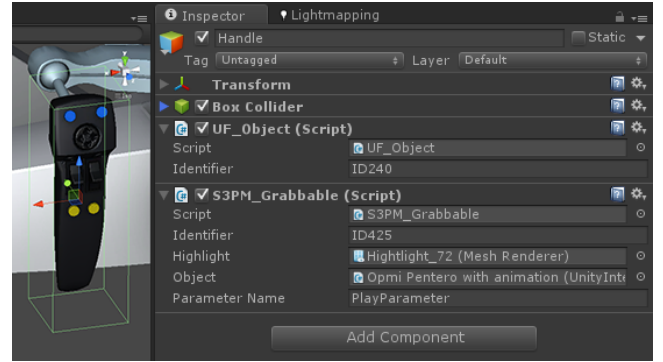 Inspector
Lightmapping
Handle
Static
Tag Untagged
Layer Default
Transform
Box Collider
UF_Object (Script)
Script UF_Object
Identifier ID240
S3PM_Grabbable (Script)
Script S3PM_Grabbable
Identifier ID425
Highlight Hightlight_72 (Mesh Renderer)
Object Opmi Pentero with animation (UnityInte
Parameter Name PlayParameter
Add Component